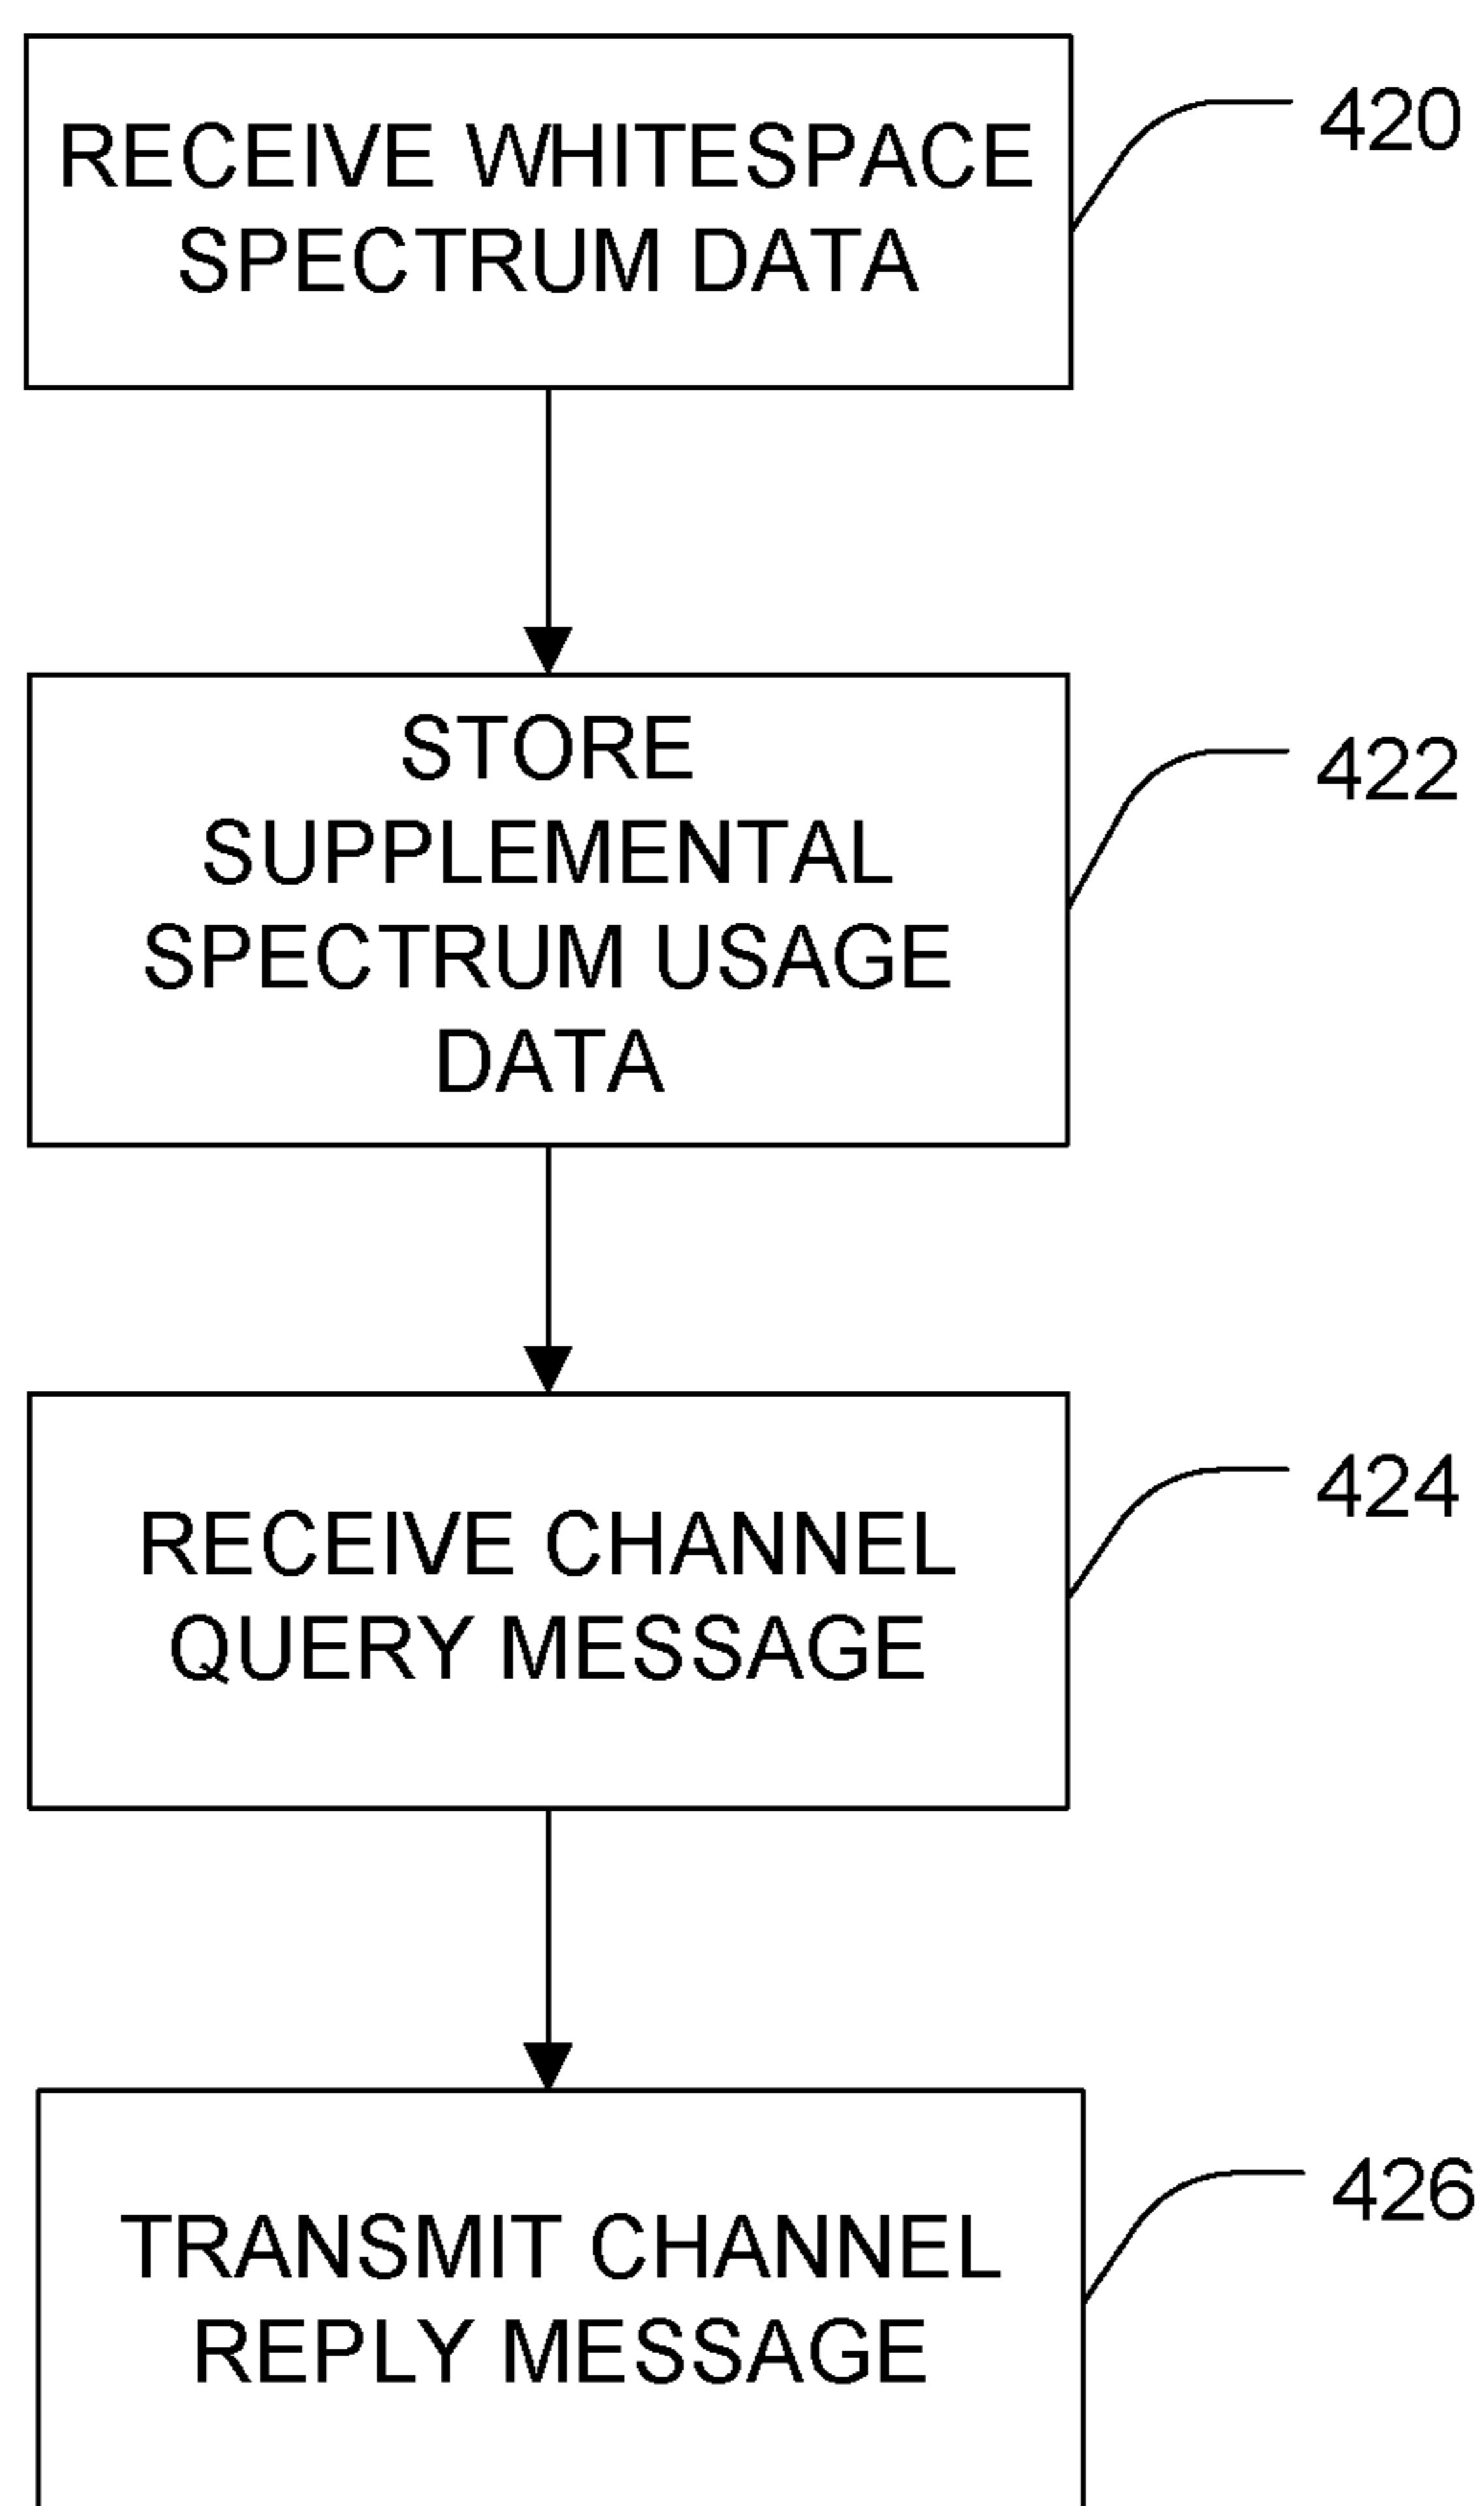 RECEIVE WHITESPACE
SPECTRUM DATA
420
STORE
SUPPLEMENTAL
SPECTRUM USAGE
DATA
422
RECEIVE CHANNEL
QUERY MESSAGE
424
TRANSMIT CHANNEL
REPLY MESSAGE
426